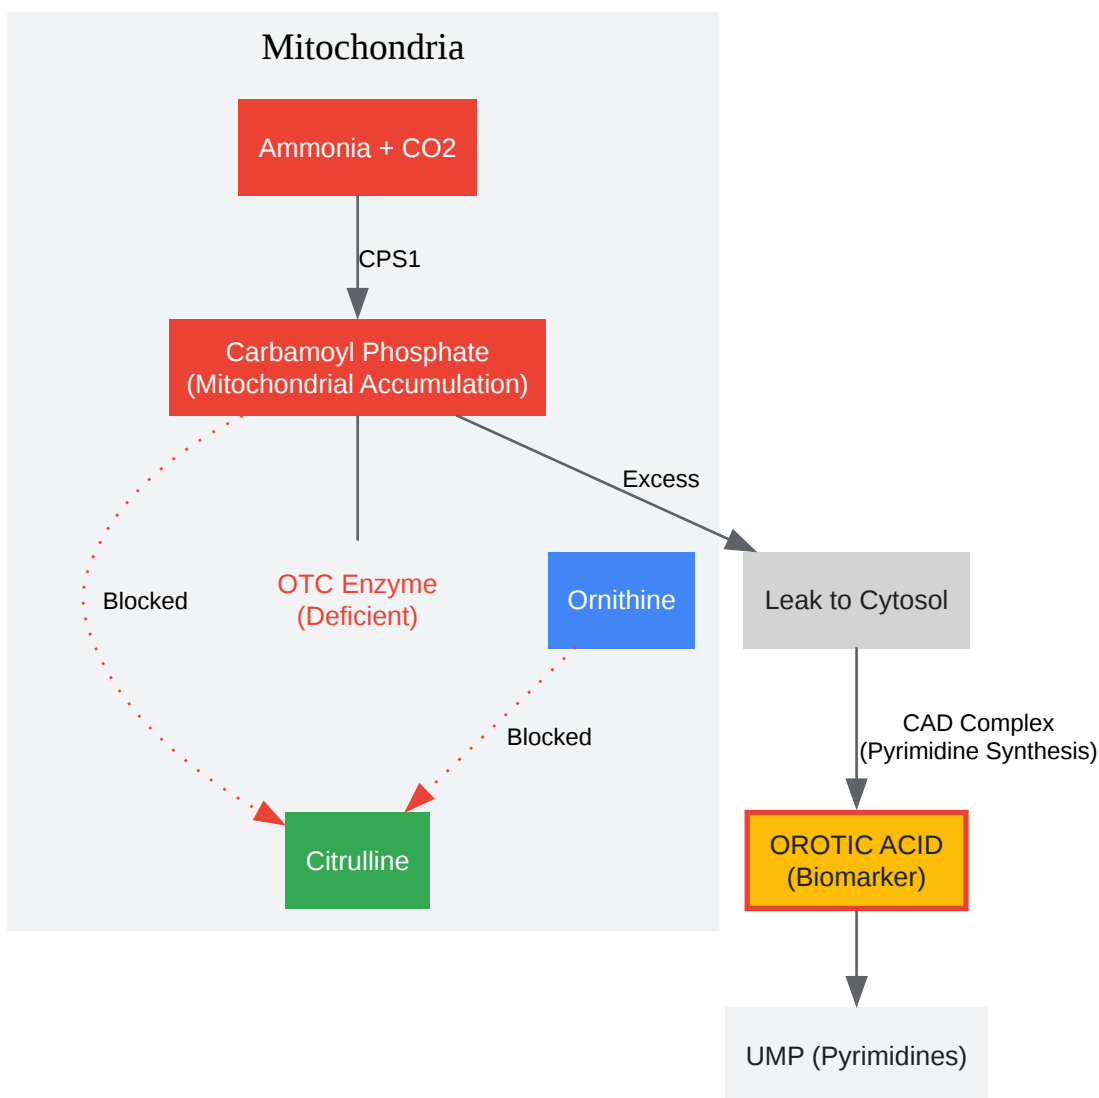 Mitochondria
Ammonia + CO2
CPS1
Carbamoyl Phosphate
(Mitochondrial Accumulation)
Excess
Blocked
OTC Enzyme
(Deficient)
Ornithine
Leak to Cytosol
Blocked
CAD Complex
(Pyrimidine Synthesis)
Citrulline
OROTIC ACID
(Biomarker)
UMP (Pyrimidines)